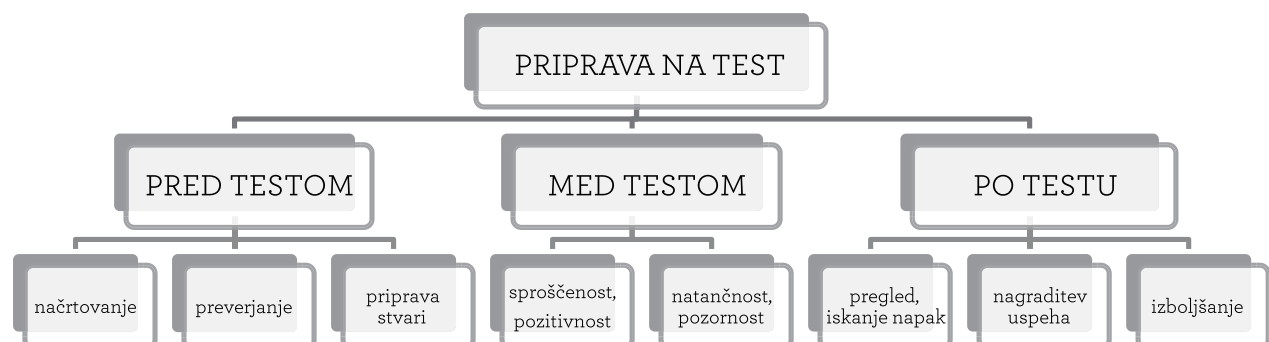 PRIPRAVA NA TEST
PRED TESTOM
MED TESTOM
PO TESTU
načrtovanje
preverjanje
priprava
stvari
sproščenost,
pozitivnost
natančnost,
pozornost
pregled,
iskanje napak
nagraditev
uspeha
izboljšanje